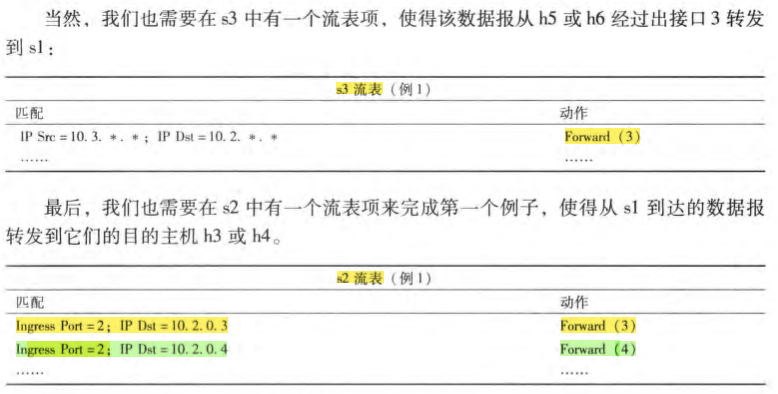 当然，我们也需要在 s3 中有一个流表项，使得该数据报从 h5 或 h6 经过出接口 3 转发
到 s1：
s3 流表（例 1）
匹配 动作
IP Src = 10. 3. *. *； IP Dst = 10. 2. *. * Forward（3）
…… ……
最后，我们也需要在 s2 中有一个流表项来完成第一个例子，使得从 s1 到达的数据报
转发到它们的目的主机 h3 或 h4。
s2 流表（例 1）
匹配 动作
Ingress Port = 2； IP Dst = 10. 2. 0. 3 Forward（3）
Ingress Port = 2； IP Dst = 10. 2. 0. 4 Forward（4）
…… ……